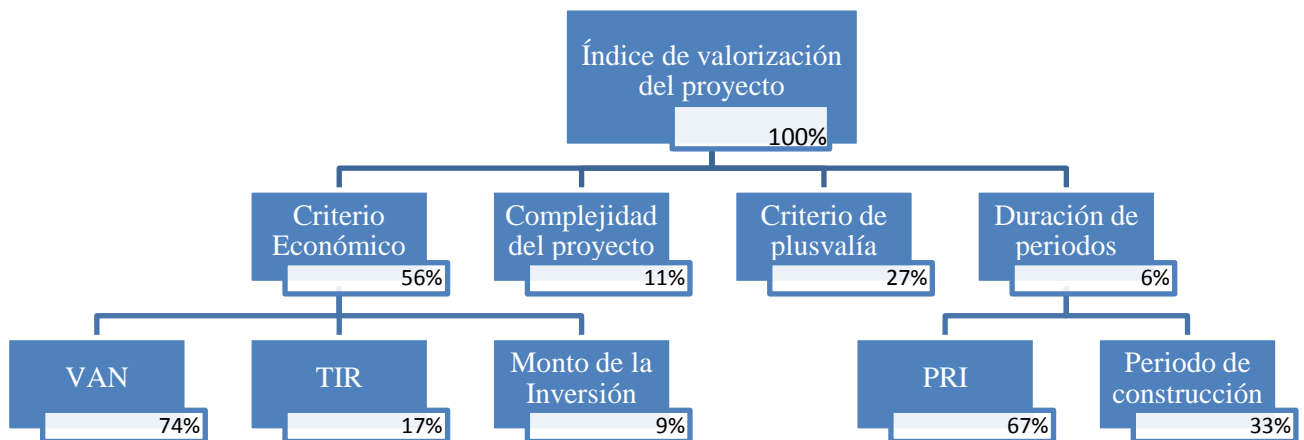 Índice de valorización
del proyecto
100%
Criterio
Económico
56%
Complejidad
del proyecto
11%
Criterio de
plusvalía
27%
Duración de
periodos
6%
VAN
74%
TIR
17%
Monto de la
Inversión
9%
PRI
67%
Periodo de
construcción
33%